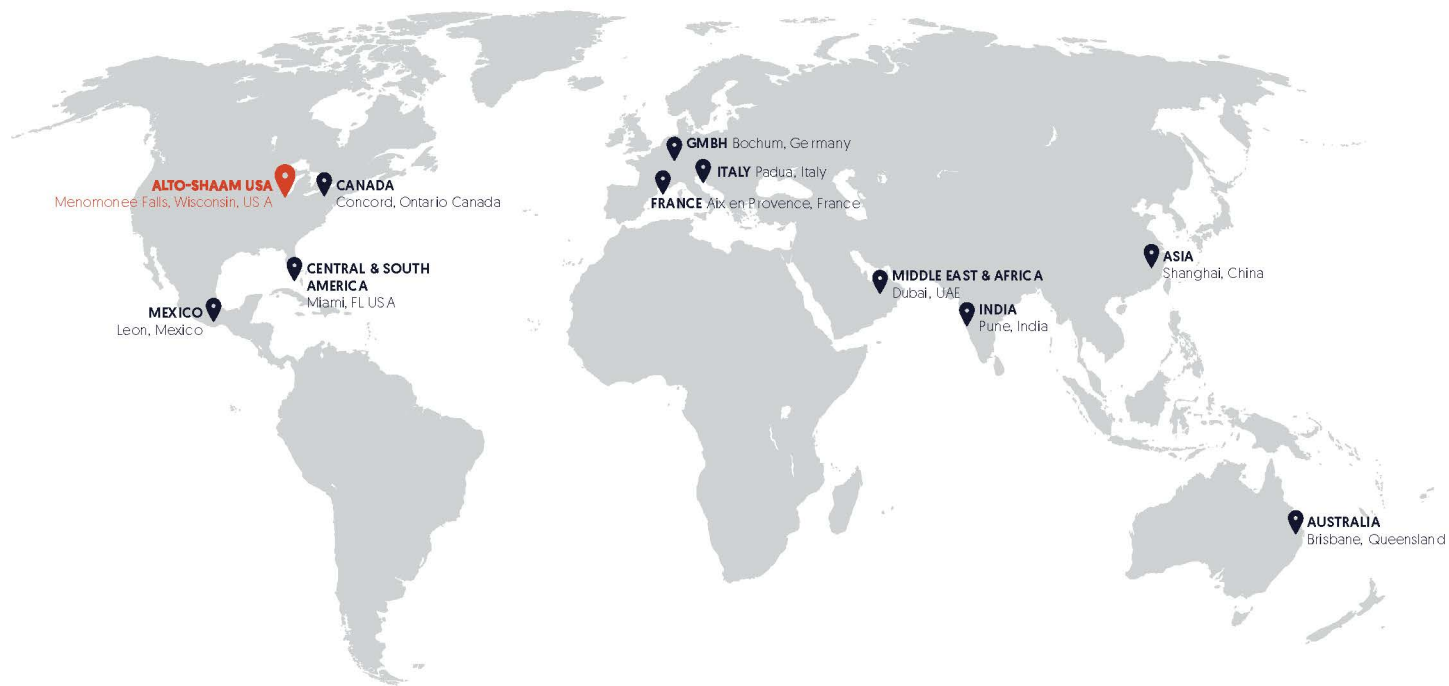 GMBH Bochum, Germany
ITALY Padua, Italy
FRANCE Aix en Provence, France
ALTO-SHAAM USA
Menomonee Falls, Wisconsin, USA
CANADA
Concord, Ontario Canada
CENTRAL & SOUTH
AMERICA
Miami, FL USA
MEXICO
Leon, Mexico
MIDDLE EAST & AFRICA
Dubai, UAE
INDIA
Pune, India
ASIA
Shanghai, China
AUSTRALIA
Brisbane, Queensland